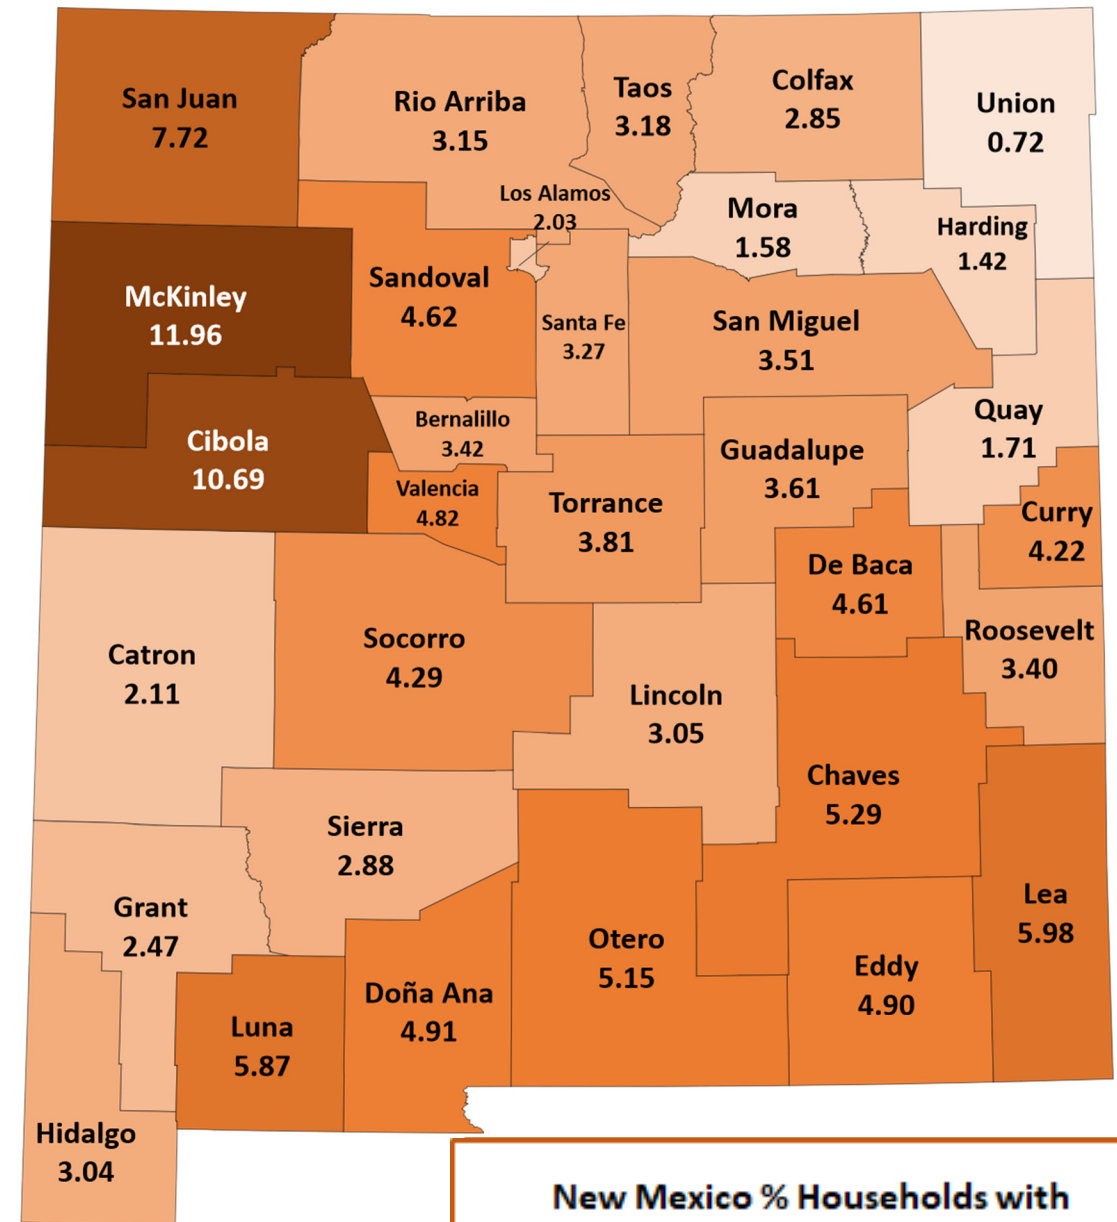 San Juan
7.72
Rio Arriba
3.15
Taos
3.18
Colfax
2.85
Union
0.72
Los Alamos
2.03
Mora
1.58
Harding
1.42
McKinley
11.96
Sandoval
4.62
Santa Fe
3.27
San Miguel
3.51
Quay
1.71
Cibola
10.69
Bernalillo
3.42
Valencia
4.82
Torrance
3.81
Guadalupe
3.61
Curry
4.22
De Baca
4.61
Roosevelt
3.40
Catron
2.11
Socorro
4.29
Lincoln
3.05
Chaves
5.29
Sierra
2.88
Grant
2.47
Otero
5.15
Lea
5.98
Eddy
4.90
Doña Ana
4.91
Luna
5.87
Hidalgo
3.04
New Mexico % Households with